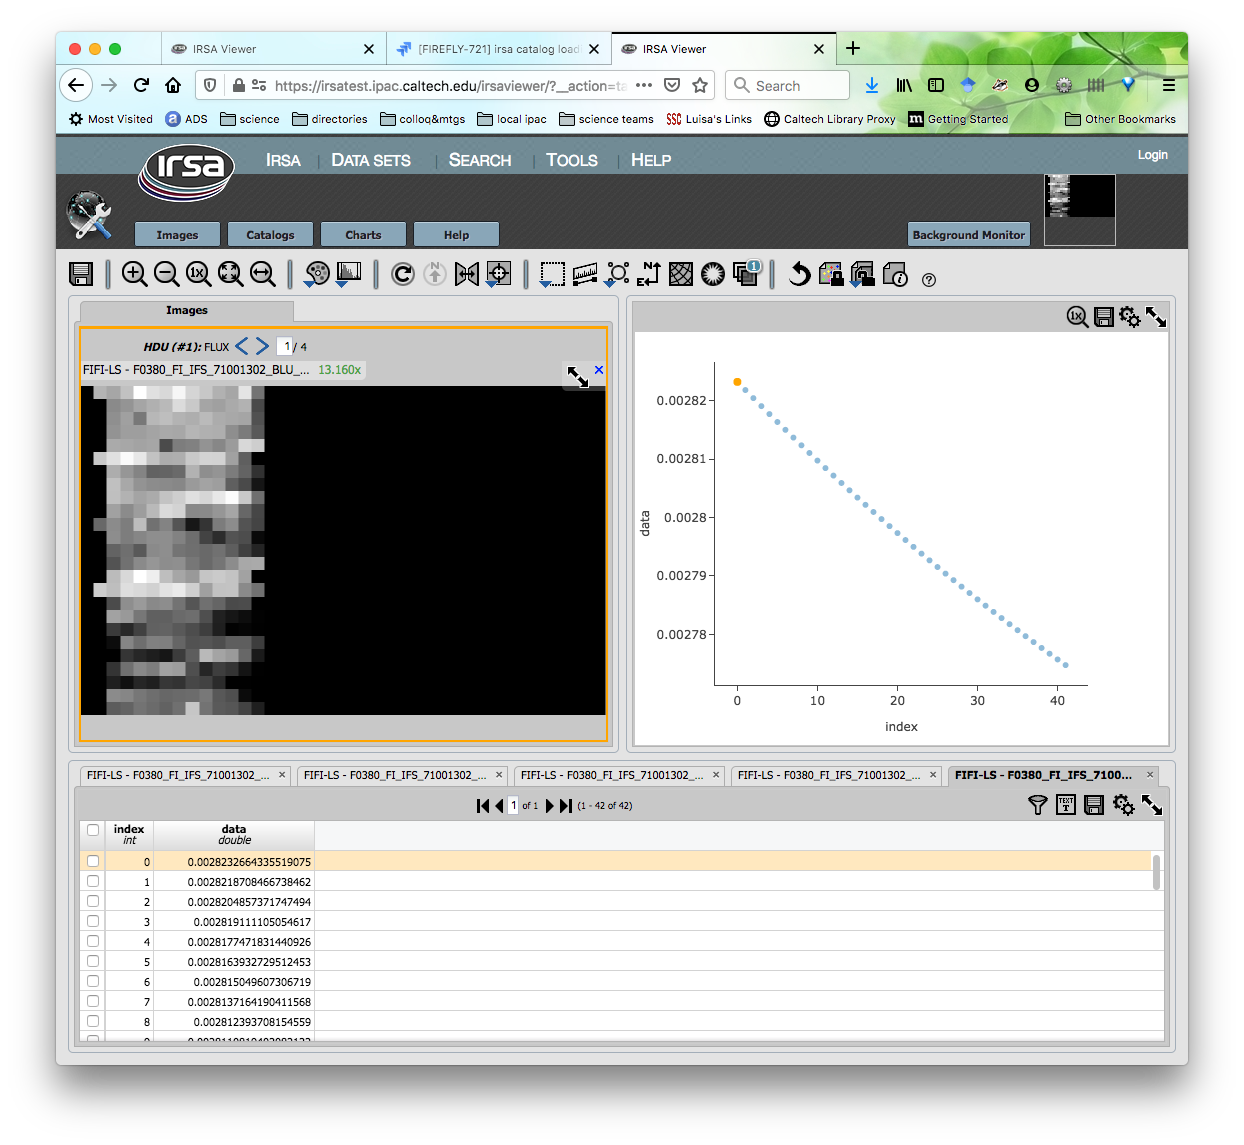 IRSA Viewer
[FIREFLY-721] irsa catalog loadi
IRSA Viewer
https://irsatest.ipac.caltech.edu/irsaviewer/?__action=ta
Search
Most Visited
ADS
science
directories
colloq&mtgs
local ipac
science teams
SSC Luisa's Links
Caltech Library Proxy
m Getting Started
Other Bookmarks
irsa
IRSA | DATA SETS | SEARCH | TOOLS | HELP
Login
Images
Catalogs
Charts
Help
Background Monitor
1
Images
HDU (#1): FLUX 1 / 4
FIFI-LS - F0380_FI_IFS_71001302_BLU_... 13.160x
1x
0.00282
0.00281
0.0028
0.00279
0.00278
data
0 10 20 30 40
index
FIFI-LS - F0380_FI_IFS_71001302_...
FIFI-LS - F0380_FI_IFS_71001302_...
FIFI-LS - F0380_FI_IFS_71001302_...
FIFI-LS - F0380_FI_IFS_71001302_...
FIFI-LS - F0380_FI_IFS_7100...
1 of 1 (1 - 42 of 42)
TEXT
index data
int double
0 0.0028232664335519075
1 0.0028218708466738462
2 0.0028204857371747494
3 0.002819111105054617
4 0.0028177471831440926
5 0.0028163932729512453
6 0.002815049607306719
7 0.0028137164190411568
8 0.002812393708154559